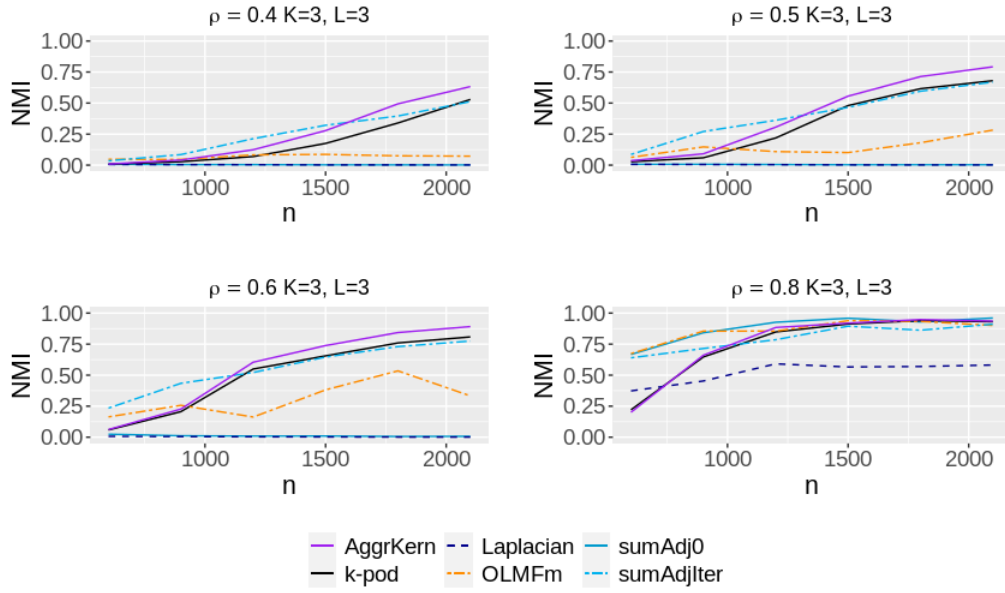 ρ = 0.4 K=3, L=3
NMI
1.00
0.75
0.50
0.25
0.00
1000 1500 2000
n
ρ = 0.5 K=3, L=3
NMI
1.00
0.75
0.50
0.25
0.00
1000 1500 2000
n
ρ = 0.6 K=3, L=3
NMI
1.00
0.75
0.50
0.25
0.00
1000 1500 2000
n
ρ = 0.8 K=3, L=3
NMI
1.00
0.75
0.50
0.25
0.00
1000 1500 2000
n
AggrKern Laplacian sumAdj0
k-pod OLMFm sumAdjIter